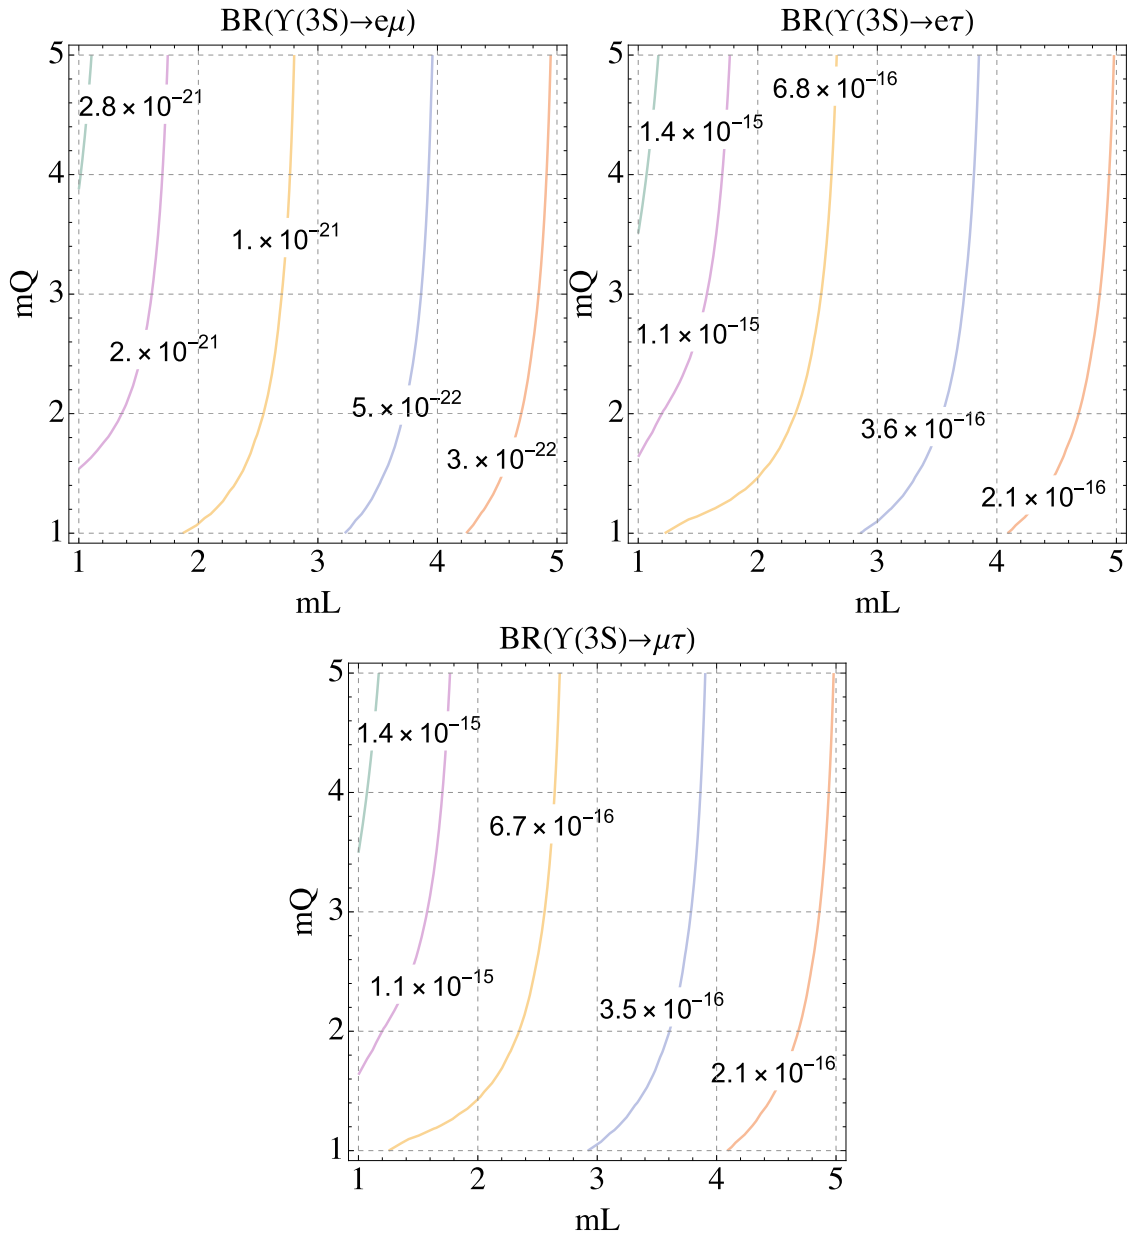 BR(ϒ(3S)→eμ)
5
4
3
2
1
mQ
2.8×10⁻²¹
1.×10⁻²¹
2.×10⁻²¹
5.×10⁻²²
3.×10⁻²²
1 2 3 4 5
mL
BR(ϒ(3S)→eτ)
5
4
3
2
1
mQ
6.8×10⁻¹⁶
1.4×10⁻¹⁵
1.1×10⁻¹⁵
3.6×10⁻¹⁶
2.1×10⁻¹⁶
1 2 3 4 5
mL
BR(ϒ(3S)→μτ)
5
4
3
2
1
mQ
1.4×10⁻¹⁵
6.7×10⁻¹⁶
1.1×10⁻¹⁵
3.5×10⁻¹⁶
2.1×10⁻¹⁶
1 2 3 4 5
mL